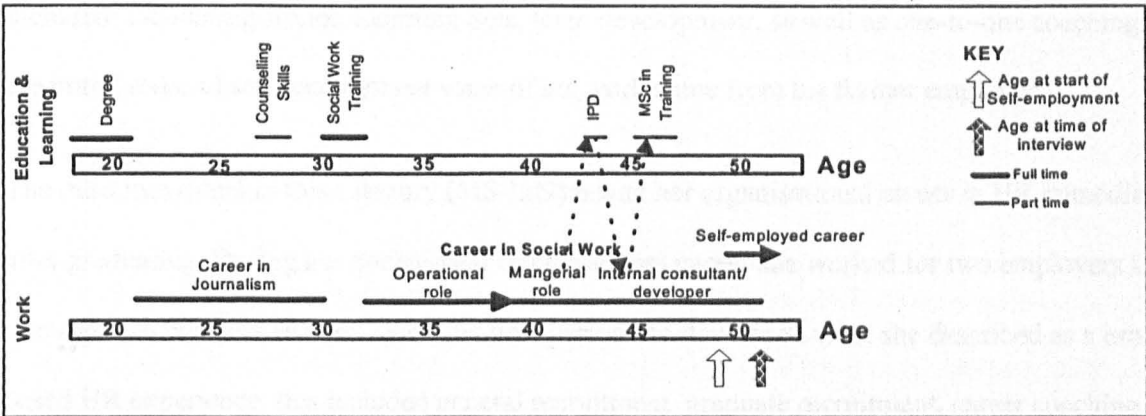 Education &
Learning
Degree
Counselling
Skills
Social Work
Training
IPD
MSc in
Training
20 25 30 35 40 45 50 Age
KEY
Age at start of
Self-employment
Age at time of
interview
Full time
Part time
Work
Career in
Journalism
Career In Social Work
Operational
role
Mangetial
role
Internal consultant/
developer
Self-employed career
20 25 30 35 40 45 50 Age